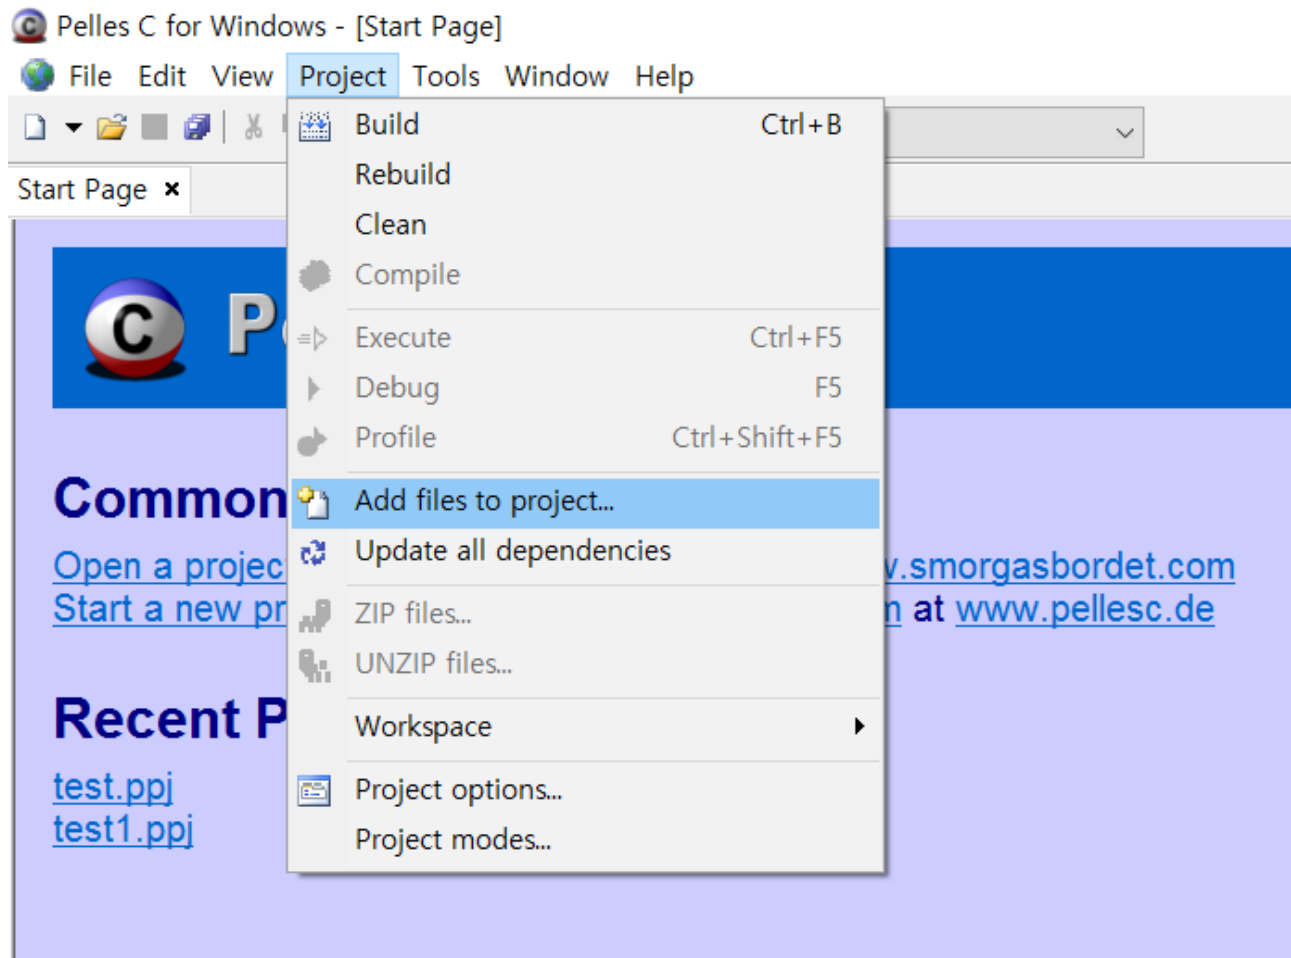 Pelles C for Windows - [Start Page]
File Edit View Project Tools Window Help
Build Ctrl+B
Rebuild
Start Page ×
Clean
Compile
C
Execute Ctrl+F5
Debug F5
Profile Ctrl+Shift+F5
Common
Add files to project...
Update all dependencies
Open a projec .smorgasbordet.com
Start a new pr at www.pellesc.de
ZIP files...
UNZIP files...
Recent P
Workspace
test.ppj
Project options...
test1.ppj
Project modes...